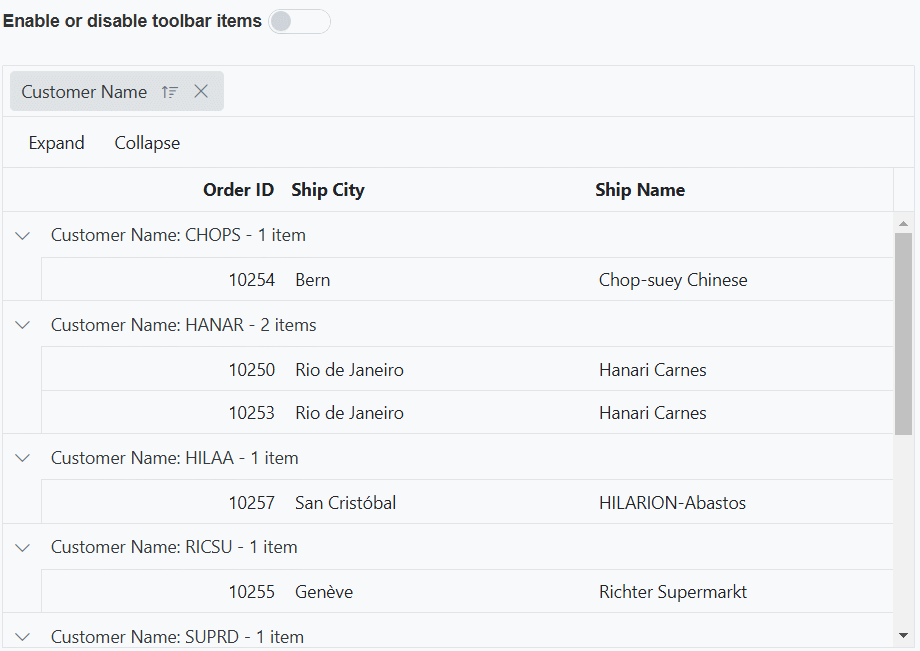 Enable or disable toolbar items
Customer Name
Expand Collapse
Order ID Ship City Ship Name
Customer Name: CHOPS - 1 item
10254 Bern Chop-suey Chinese
Customer Name: HANAR - 2 items
10250 Rio de Janeiro Hanari Carnes
10253 Rio de Janeiro Hanari Carnes
Customer Name: HILAA - 1 item
10257 San Cristóbal HILARION-Abastos
Customer Name: RICSU - 1 item
10255 Genève Richter Supermarkt
Customer Name: SUPRD - 1 item